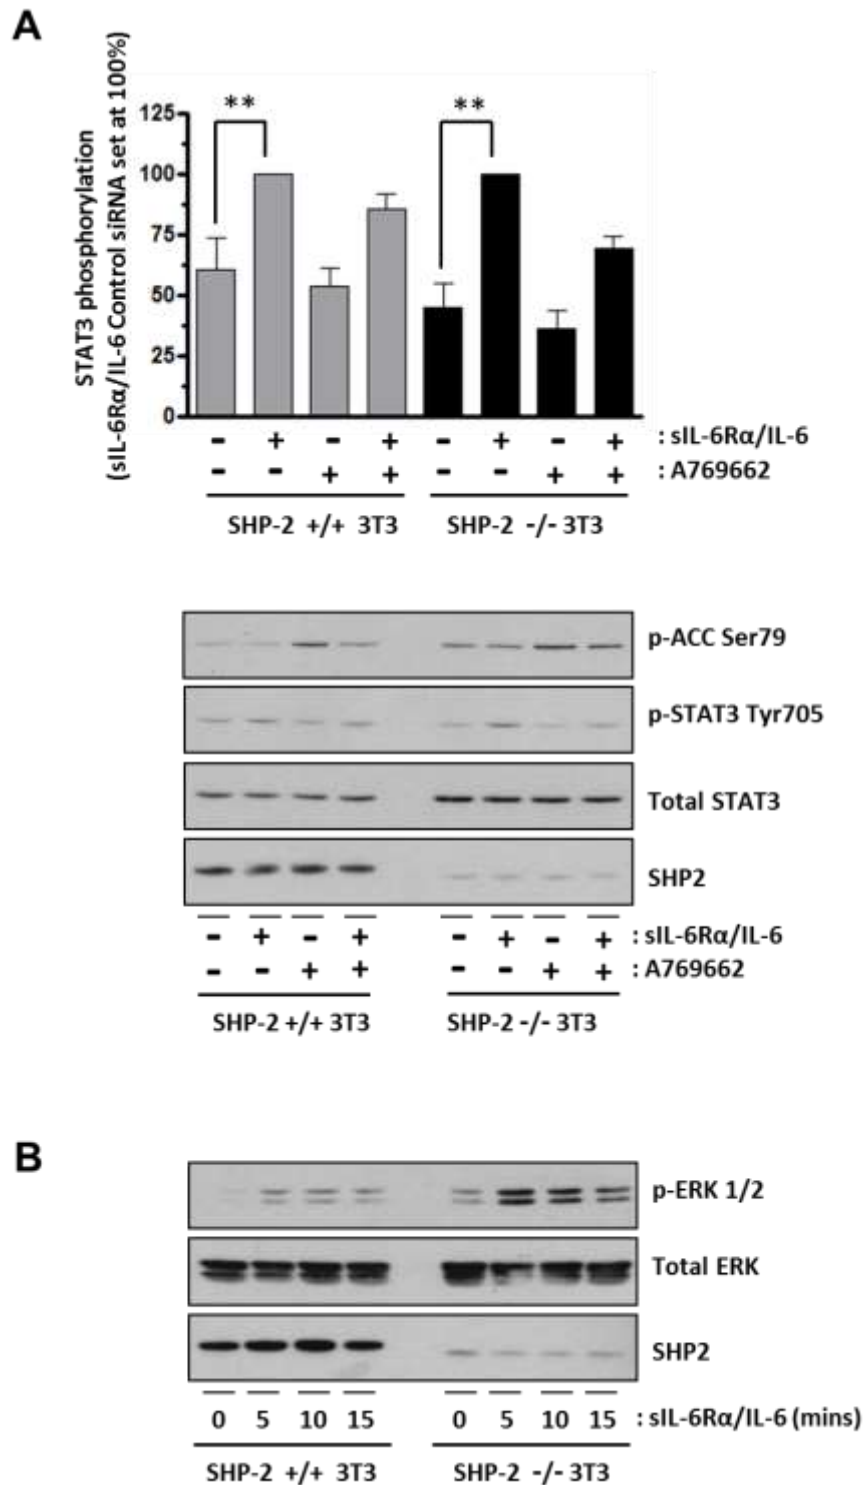 A
STAT3 phosphorylation
(sIL-6Rα/IL-6 Control siRNA set at 100%)
125
100
75
50
25
0
** **
- + - + - + - + : sIL-6Rα/IL-6
- - + + - - + + : A769662
SHP-2 +/+ 3T3 SHP-2 -/- 3T3
p-ACC Ser79
p-STAT3 Tyr705
Total STAT3
SHP2
- + - + - + - + : sIL-6Rα/IL-6
- - + + - - + + : A769662
SHP-2 +/+ 3T3 SHP-2 -/- 3T3
B
p-ERK 1/2
Total ERK
SHP2
0 5 10 15 0 5 10 15 : sIL-6Rα/IL-6 (mins)
SHP-2 +/+ 3T3 SHP-2 -/- 3T3